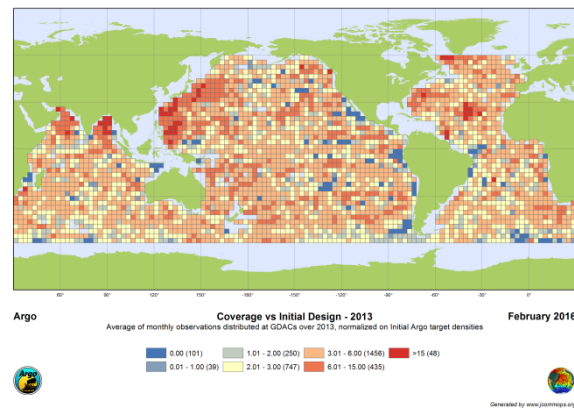 60° 90° 120° 150° 180° -150° -120° -90° -60° -30° 0°
Argo
Coverage vs Initial Design - 2013
February 2016
Average of monthly observations distributed at GDACs over 2013, normalized on Initial Argo target densities
0.00 (101) 1.01 - 2.00 (250) 3.01 - 6.00 (1456) >15 (48)
0.01 - 1.00 (39) 2.01 - 3.00 (747) 6.01 - 15.00 (435)
Argo
Generated by www.jcommops.org